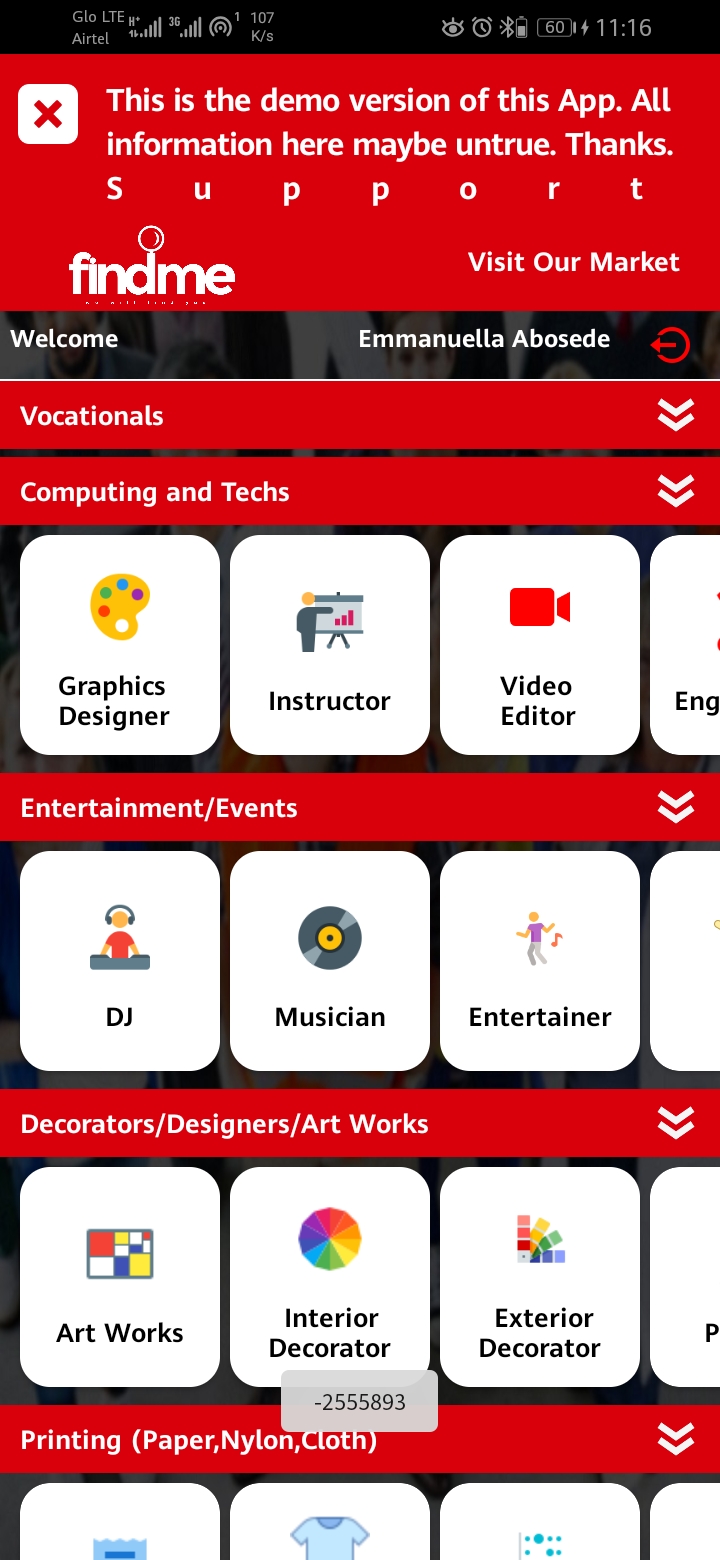 Glo LTE H+ 3G 1 107 60 11:16
Airtel K/s
This is the demo version of this App. All
information here maybe untrue. Thanks.
S u p p o r t
findme
Visit Our Market
Welcome Emmanuella Abosede
Vocationals
Computing and Techs
Graphics
Designer
Instructor
Video
Editor
Eng
Entertainment/Events
DJ
Musician
Entertainer
Decorators/Designers/Art Works
Art Works
Interior
Decorator
Exterior
Decorator
P
-2555893
Printing (Paper,Nylon,Cloth)